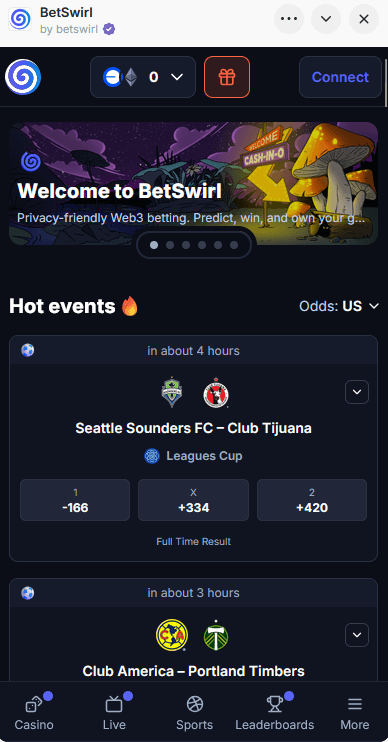 BetSwirl
by betswirl
0
Connect
WELCOME
CASH-IN-O
Welcome to BetSwirl
Privacy-friendly Web3 betting. Predict, win, and own your g...
Hot events
Odds: US
in about 4 hours
Seattle Sounders FC – Club Tijuana
Leagues Cup
1
-166
X
+334
2
+420
Full Time Result
in about 3 hours
Club America – Portland Timbers
Casino
Live
Sports
Leaderboards
More